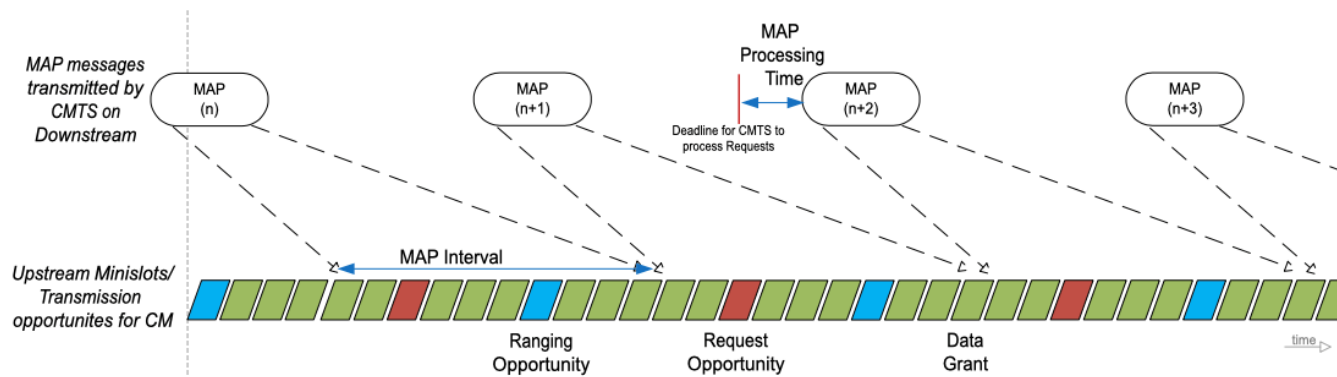 MAP messages
transmitted by
CMTS on
Downstream
MAP
(n)
MAP
(n+1)
MAP
Processing
Time
Deadline for CMTS to
process Requests
MAP
(n+2)
MAP
(n+3)
MAP Interval
Upstream Minislots/
Transmission
opportunites for CM
Ranging
Opportunity
Request
Opportunity
Data
Grant
time